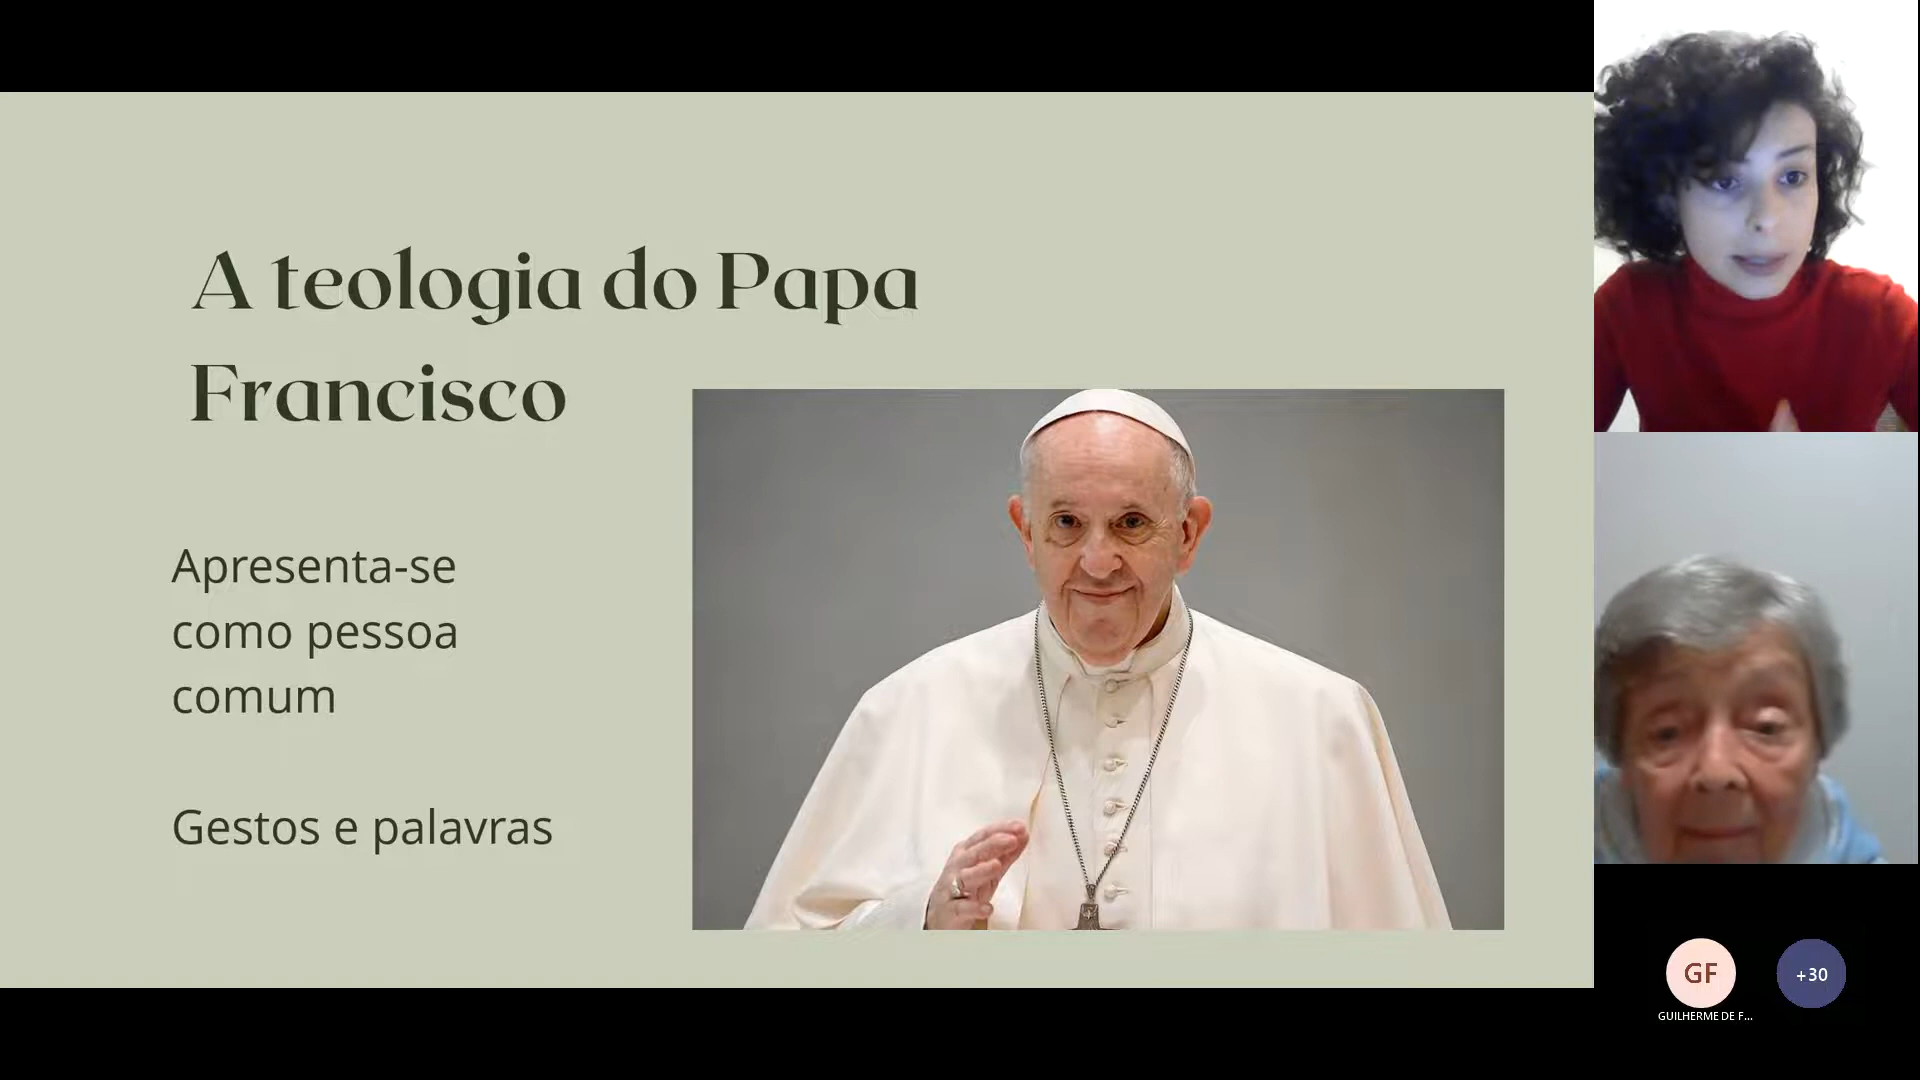 A teologia do Papa
Francisco
Apresenta-se
como pessoa
comum
Gestos e palavras
GF
+30
GUILHERME DE F...